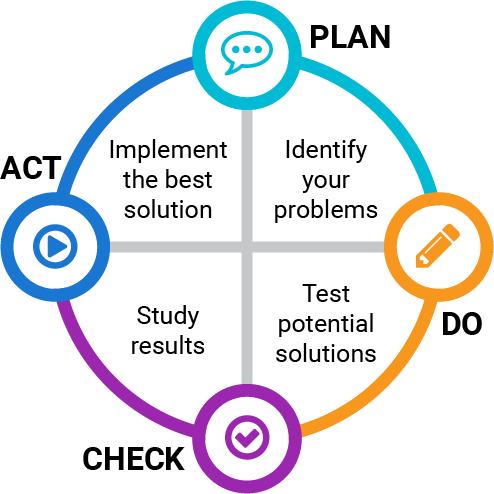 PLAN
Identify
your
problems
DO
Test
potential
solutions
CHECK
Study
results
ACT
Implement
the best
solution